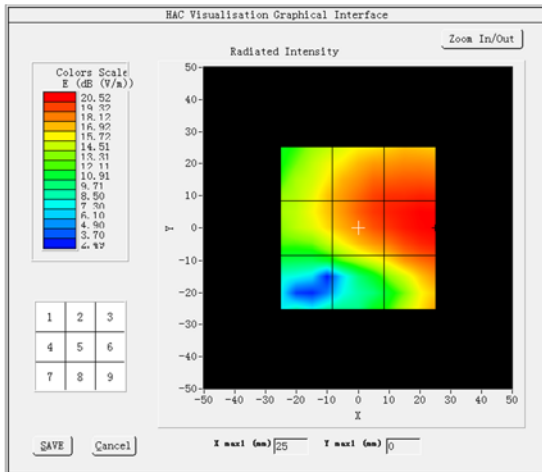 HAC Visualisation Graphical Interface
Zoom In/Out
Radiated Intensity
Colors Scale
E (dB (V/m))
20.52
19.32
18.12
16.92
15.72
14.51
13.31
12.11
10.91
9.71
8.50
7.30
6.10
4.90
3.70
2.49
50
40
30
20
10
0
-10
-20
-30
-40
-50
Y
-50 -40 -30 -20 -10 0 10 20 30 40 50
X
1 2 3
4 5 6
7 8 9
SAVE
Cancel
X max1 (mm) 25
Y max1 (mm) 0